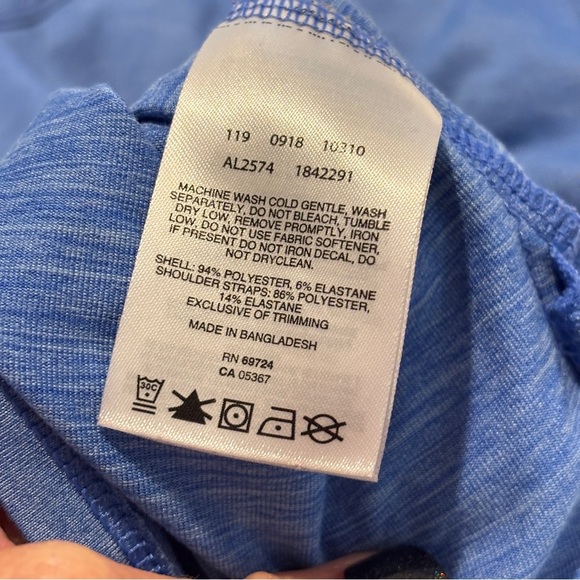 119 0918 10310
AL2574 1842291
MACHINE WASH COLD GENTLE, WASH
SEPARATELY, DO NOT BLEACH, TUMBLE
DRY LOW, REMOVE PROMPTLY, IRON
LOW. DO NOT USE FABRIC SOFTENER,
IF PRESENT DO NOT IRON DECAL, DO
NOT DRYCLEAN.
SHELL: 94% POLYESTER, 6% ELASTANE
SHOULDER STRAPS: 86% POLYESTER,
14% ELASTANE
EXCLUSIVE OF TRIMMING
MADE IN BANGLADESH
RN 69724
CA 05367
30C